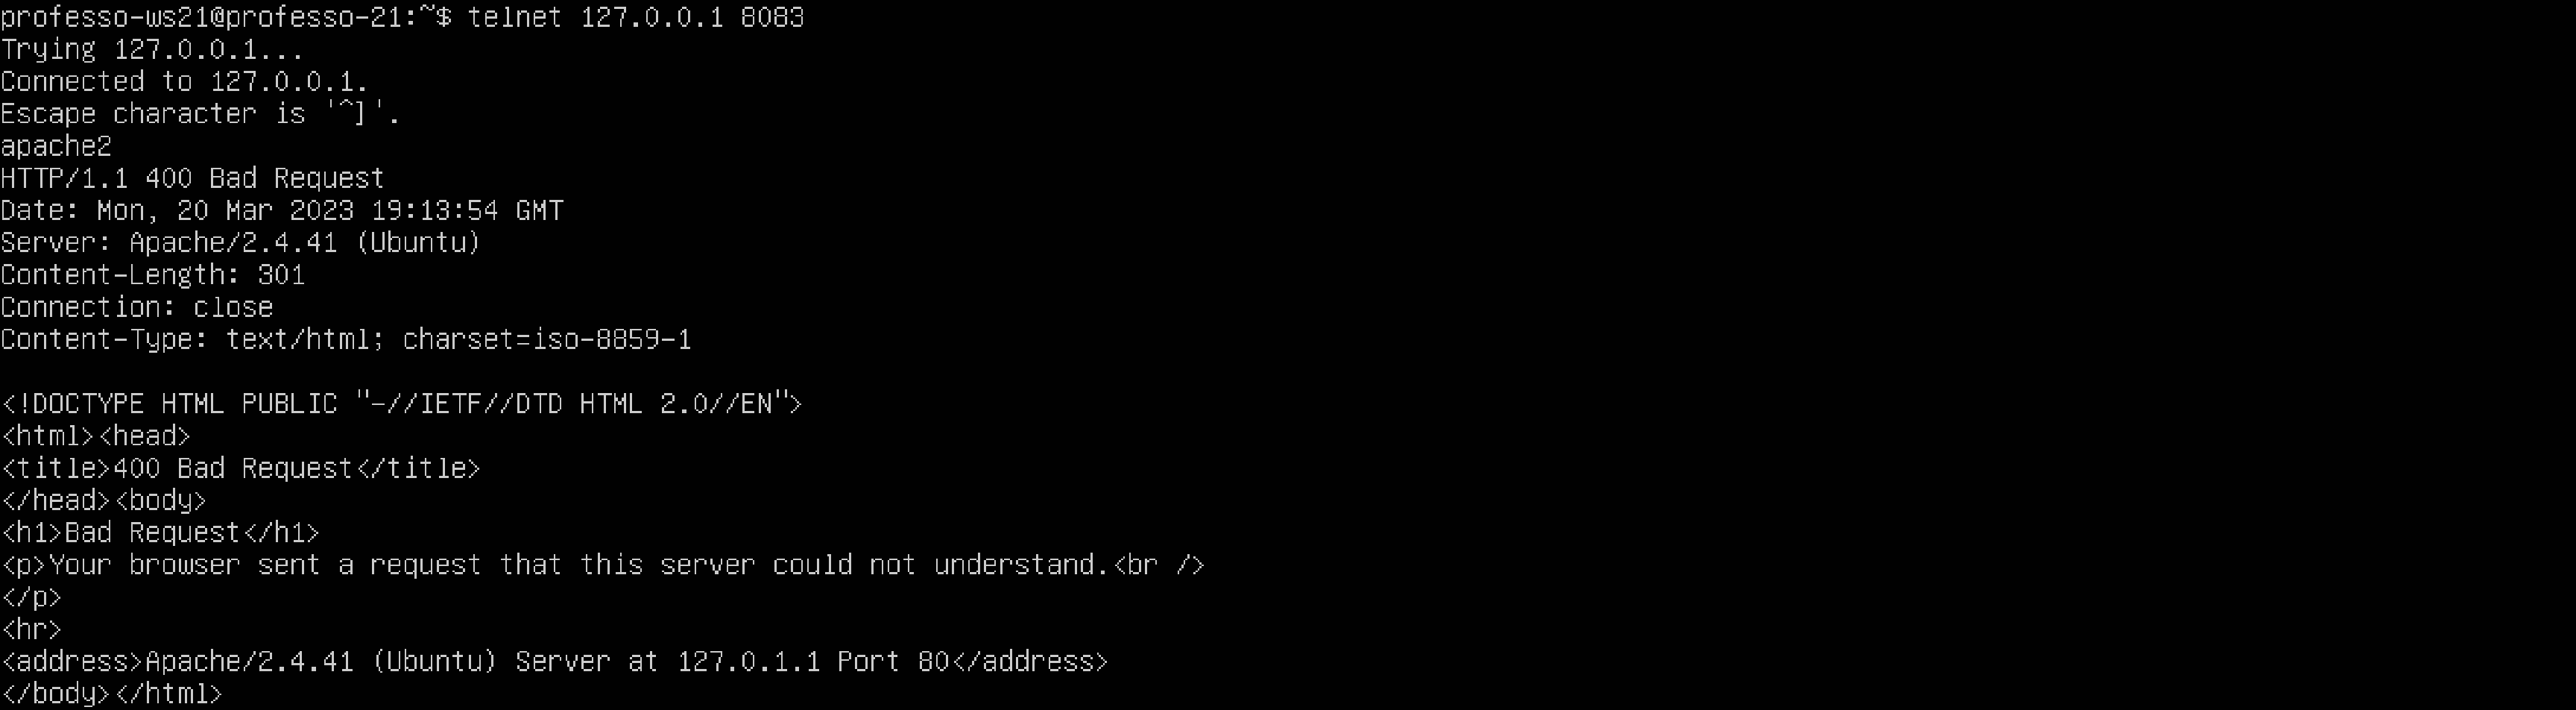 professo-ws21@professo-21:~$ telnet 127.0.0.1 8083
Trying 127.0.0.1...
Connected to 127.0.0.1.
Escape character is '^]'.
apache2
HTTP/1.1 400 Bad Request
Date: Mon, 20 Mar 2023 19:13:54 GMT
Server: Apache/2.4.41 (Ubuntu)
Content-Length: 301
Connection: close
Content-Type: text/html; charset=iso-8859-1

<!DOCTYPE HTML PUBLIC "-//IETF//DTD HTML 2.0//EN">
<html><head>
<title>400 Bad Request</title>
</head><body>
<h1>Bad Request</h1>
<p>Your browser sent a request that this server could not understand.<br />
</p>
<hr>
<address>Apache/2.4.41 (Ubuntu) Server at 127.0.1.1 Port 80</address>
</body></html>